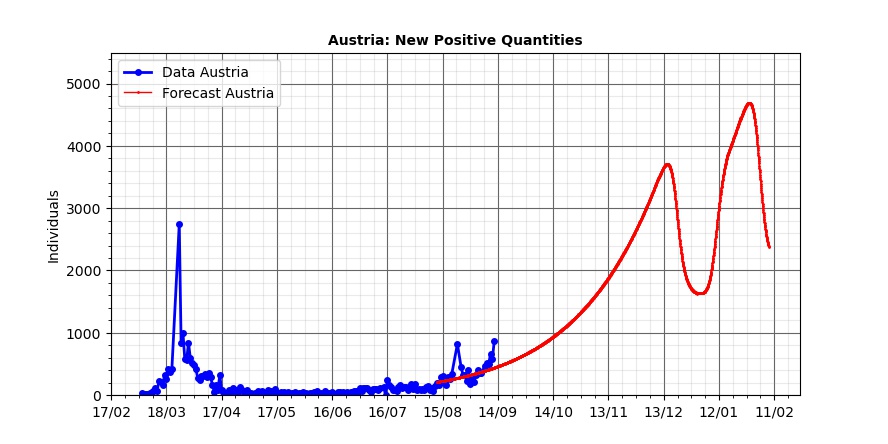 Austria: New Positive Quantities
Data Austria
Forecast Austria
Individuals
5000
4000
3000
2000
1000
0
17/02 18/03 17/04 17/05 16/06 16/07 15/08 14/09 14/10 13/11 13/12 12/01 11/02